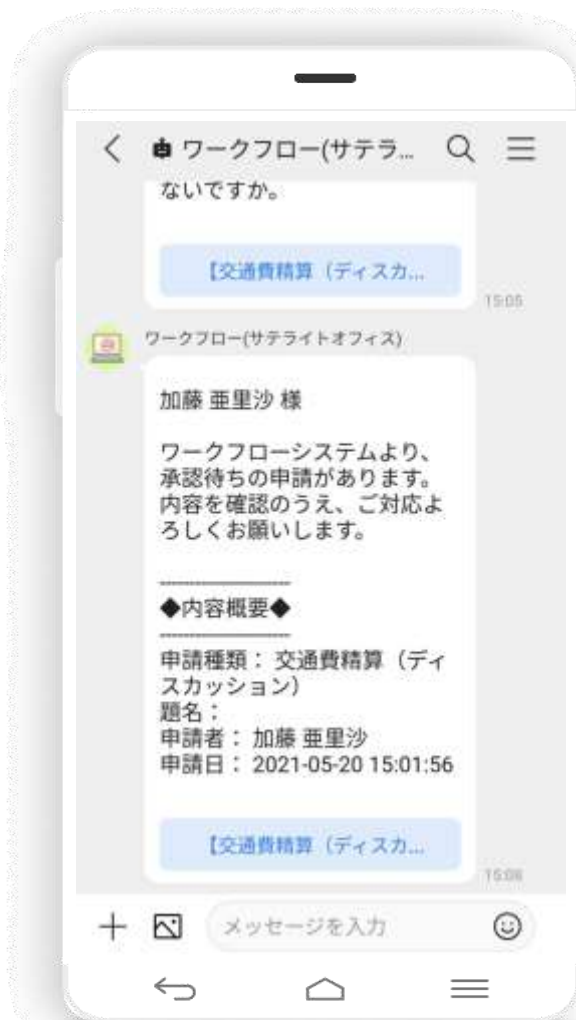 ワークフロー(サテラ...
ないですか。
【交通費精算（ディスカ...
15:05
ワークフロー(サテライトオフィス)
加藤 亜里沙 様
ワークフローシステムより、
承認待ちの申請があります。
内容を確認のうえ、ご対応よ
ろしくお願いします。
--------------------
◆内容概要◆
--------------------
申請種類： 交通費精算（ディ
スカッション）
題名：
申請者： 加藤 亜里沙
申請日： 2021-05-20 15:01:56
【交通費精算（ディスカ...
15:08
メッセージを入力